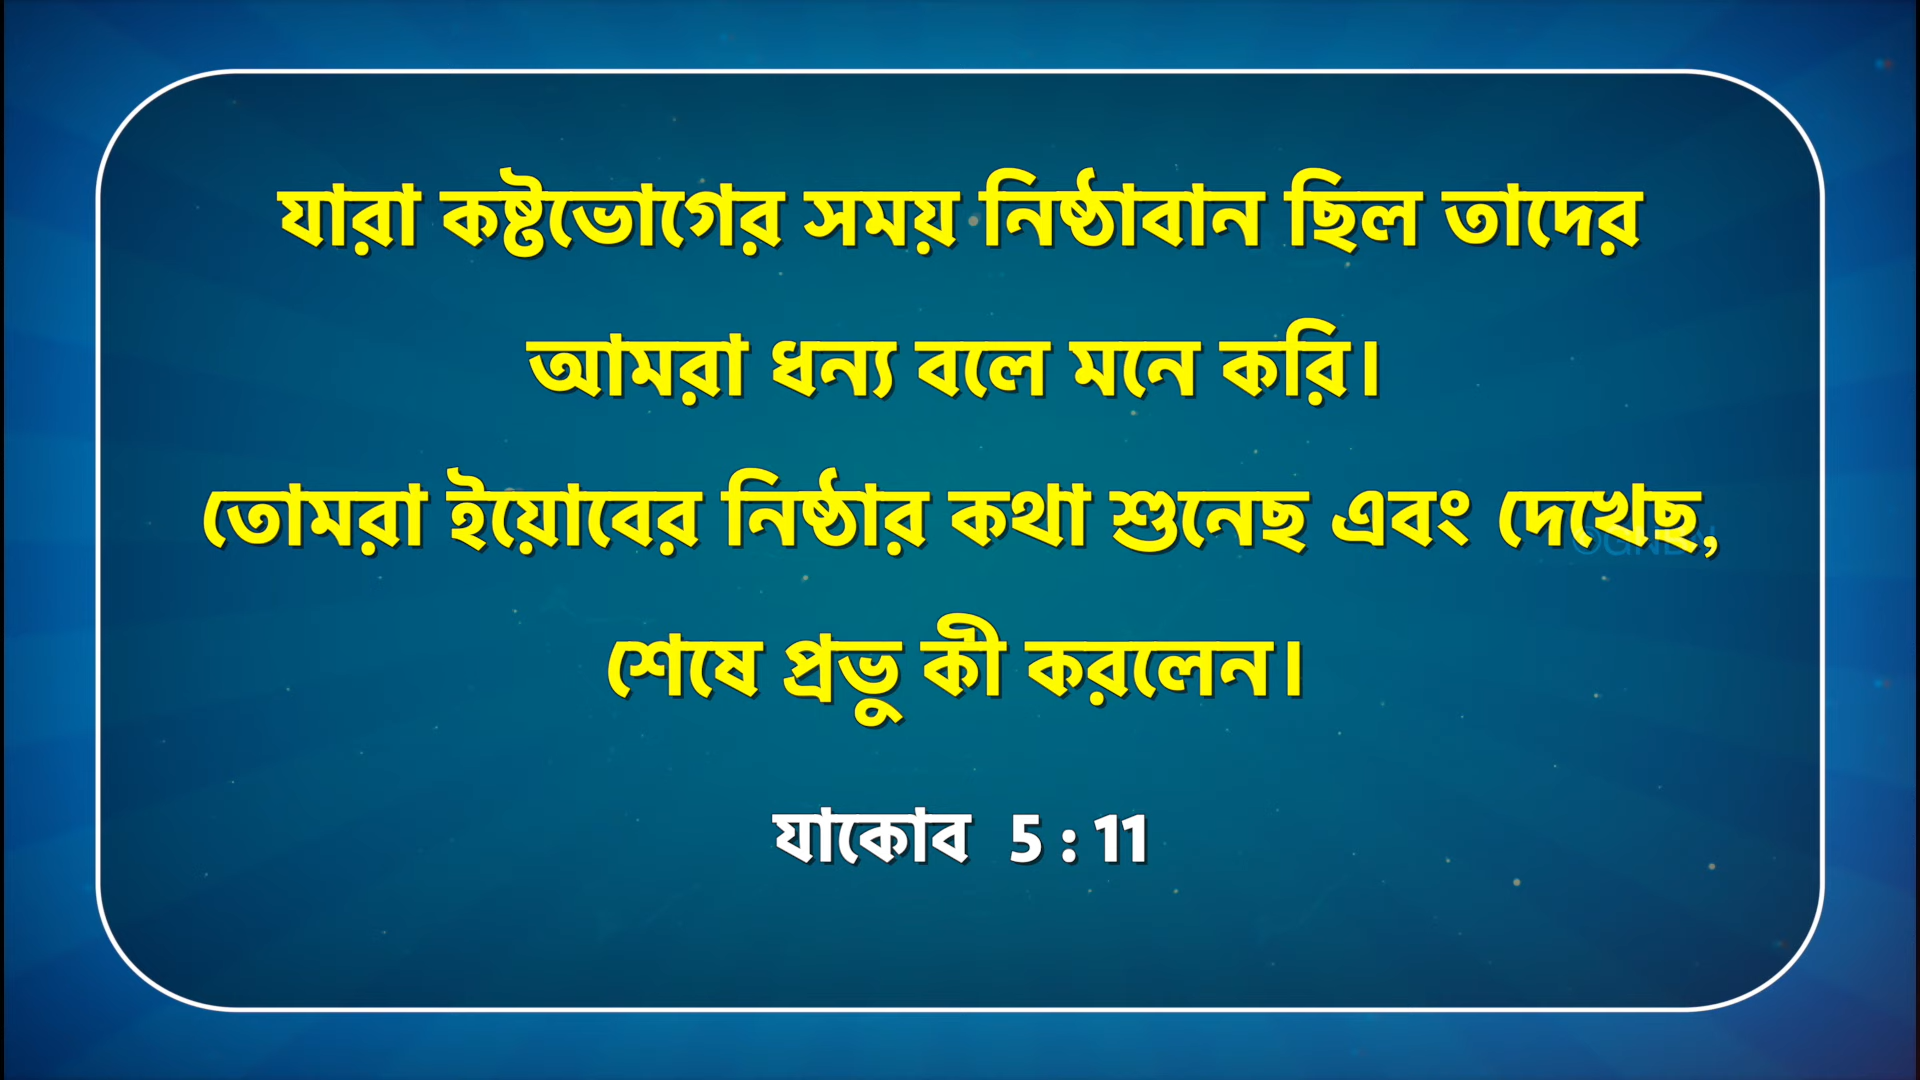 যারা কষ্টভোগের সময় নিষ্ঠাবান ছিল তাদের
আমরা ধন্য বলে মনে করি।
তোমরা ইয়োবের নিষ্ঠার কথা শুনেছ এবং দেখেছ,
শেষে প্রভু কী করলেন।
যাকোব 5 : 11